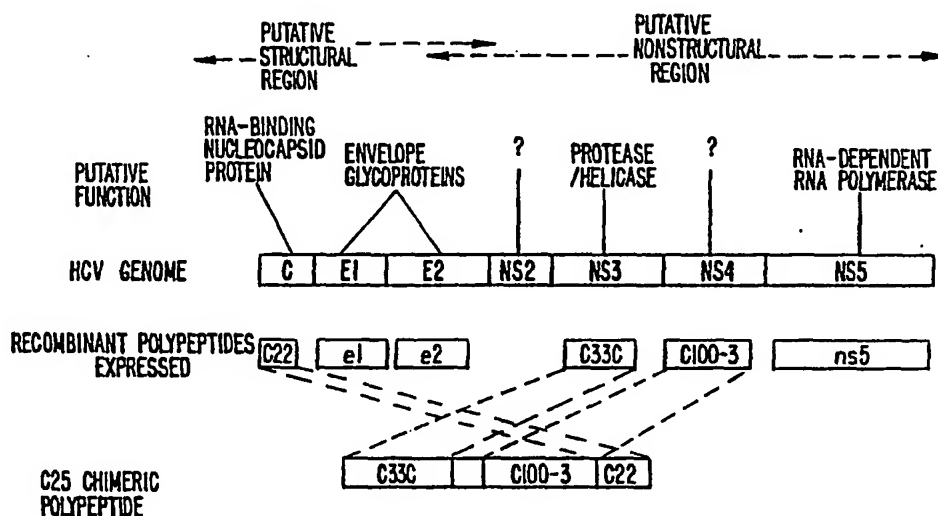 PUTATIVE
STRUCTURAL
REGION
PUTATIVE
NONSTRUCTURAL
REGION
RNA-BINDING
NUCLEOCAPSID
PROTEIN
ENVELOPE
GLYCOPROTEINS
?
PROTEASE
/HELICASE
?
RNA-DEPENDENT
RNA POLYMERASE
PUTATIVE
FUNCTION
HCV GENOME
C E1 E2 NS2 NS3 NS4 NS5
RECOMBINANT POLYPEPTIDES
EXPRESSED
C22 e1 e2 C33C C100-3 ns5
C33C C100-3 C22
C25 CHIMERIC
POLYPEPTIDE